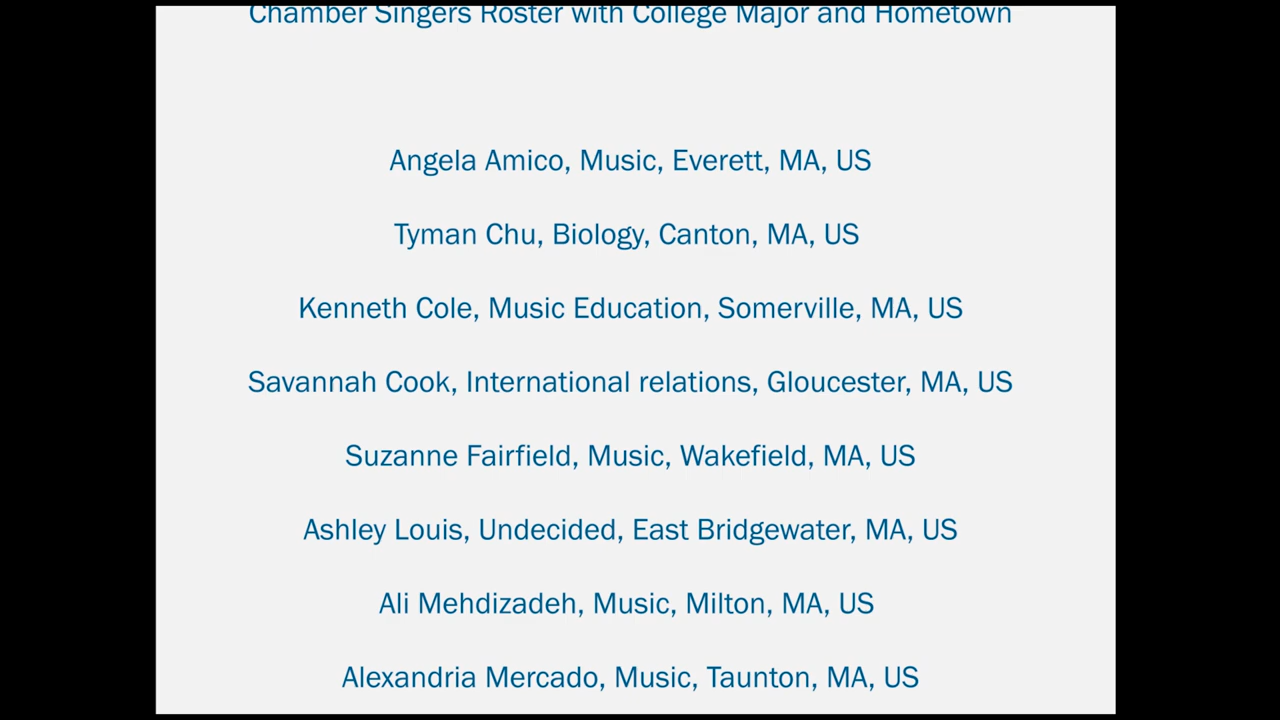 Chamber Singers Roster with College Major and Hometown
Angela Amico, Music, Everett, MA, US
Tyman Chu, Biology, Canton, MA, US
Kenneth Cole, Music Education, Somerville, MA, US
Savannah Cook, International relations, Gloucester, MA, US
Suzanne Fairfield, Music, Wakefield, MA, US
Ashley Louis, Undecided, East Bridgewater, MA, US
Ali Mehdizadeh, Music, Milton, MA, US
Alexandria Mercado, Music, Taunton, MA, US